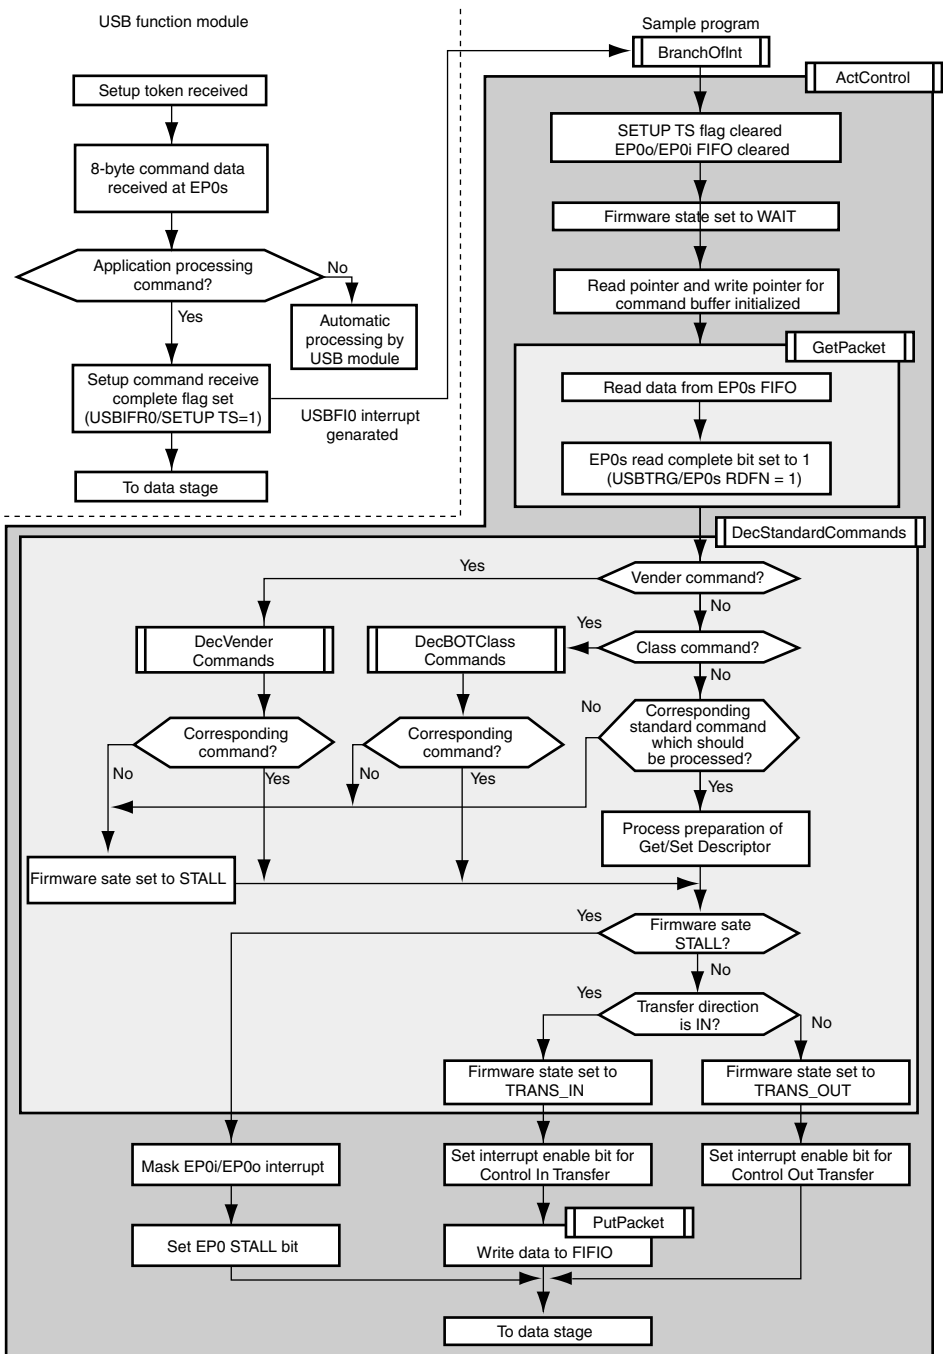 USB function module
Sample program
BranchOfInt
ActControl
Setup token received
8-byte command data
received at EP0s
Application processing
command?
No
Yes
Automatic
processing by
USB module
Setup command receive
complete flag set
(USBIFR0/SETUP TS=1)
USBFI0 interrupt
genarated
To data stage
SETUP TS flag cleared
EP0o/EP0i FIFO cleared
Firmware state set to WAIT
Read pointer and write pointer for
command buffer initialized
GetPacket
Read data from EP0s FIFO
EP0s read complete bit set to 1
(USBTRG/EP0s RDFN = 1)
DecStandardCommands
Yes
Vender command?
No
Yes
DecVender
Commands
DecBOTClass
Commands
Class command?
No
No
Corresponding
command?
Corresponding
command?
Corresponding
standard command
which should
be processed?
No
Yes
No
Yes
Yes
Process preparation of
Get/Set Descriptor
Firmware sate set to STALL
Yes
Firmware sate
STALL?
No
Yes
Transfer direction
is IN?
No
Firmware state set to
TRANS_IN
Firmware state set to
TRANS_OUT
Mask EP0i/EP0o interrupt
Set interrupt enable bit for
Control In Transfer
Set interrupt enable bit for
Control Out Transfer
PutPacket
Set EP0 STALL bit
Write data to FIFIO
To data stage